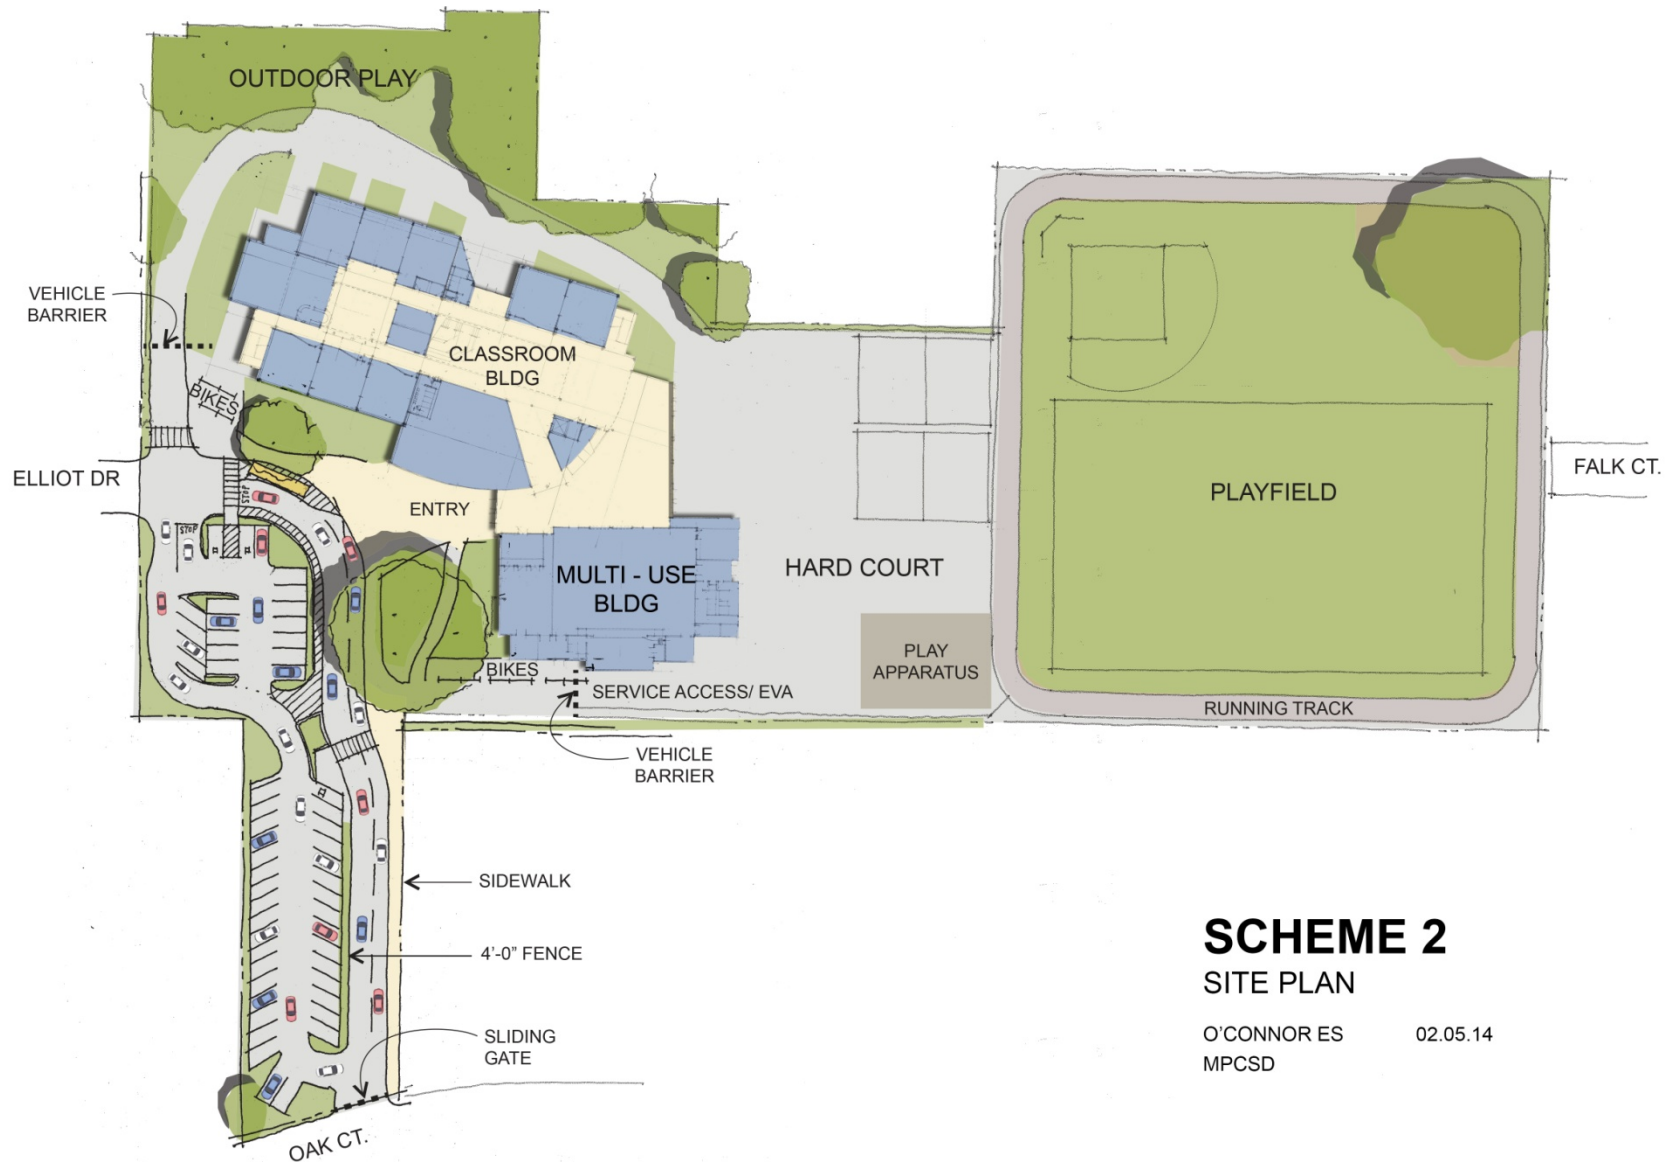 OUTDOOR PLAY
VEHICLE
BARRIER
CLASSROOM
BLDG
BIKES
ELLIOT DR
STOP
STOP
ENTRY
FALK CT.
PLAYFIELD
HARD COURT
MULTI - USE
BLDG
PLAY
APPARATUS
BIKES
SERVICE ACCESS/ EVA
RUNNING TRACK
VEHICLE
BARRIER
SIDEWALK
4'-0" FENCE
SLIDING
GATE
OAK CT.
SCHEME 2
SITE PLAN
O'CONNOR ES 02.05.14
MPCSD